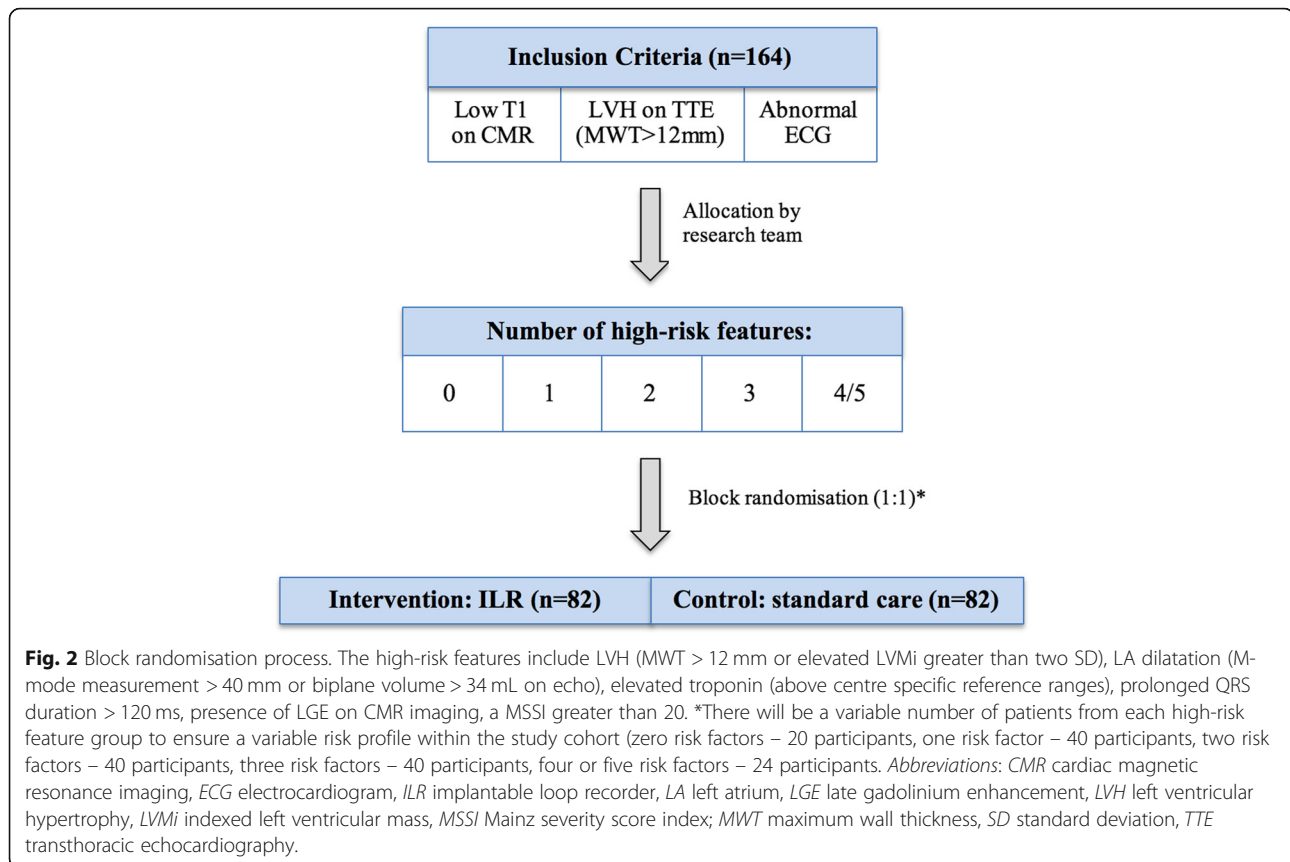 Inclusion Criteria (n=164)
Low T1
on CMR
LVH on TTE
(MWT>12mm)
Abnormal
ECG
Allocation by
research team
Number of high-risk features:
0 1 2 3 4/5
Block randomisation (1:1)*
Intervention: ILR (n=82) Control: standard care (n=82)
Fig. 2 Block randomisation process. The high-risk features include LVH (MWT > 12 mm or elevated LVMi greater than two SD), LA dilatation (M-
mode measurement > 40 mm or biplane volume > 34 mL on echo), elevated troponin (above centre specific reference ranges), prolonged QRS
duration > 120 ms, presence of LGE on CMR imaging, a MSSI greater than 20. *There will be a variable number of patients from each high-risk
feature group to ensure a variable risk profile within the study cohort (zero risk factors – 20 participants, one risk factor – 40 participants, two risk
factors – 40 participants, three risk factors – 40 participants, four or five risk factors – 24 participants. Abbreviations: CMR cardiac magnetic
resonance imaging, ECG electrocardiogram, ILR implantable loop recorder, LA left atrium, LGE late gadolinium enhancement, LVH left ventricular
hypertrophy, LVMi indexed left ventricular mass, MSSI Mainz severity score index; MWT maximum wall thickness, SD standard deviation, TTE
transthoracic echocardiography.